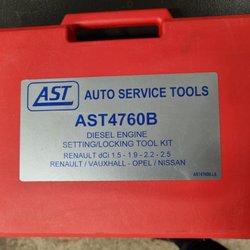 AST AUTO SERVICE TOOLS
AST4760B
DIESEL ENGINE
SETTING/LOCKING TOOL KIT
RENAULT dCi 1.5 - 1.9 - 2.2 - 2.5
RENAULT / VAUXHALL - OPEL / NISSAN